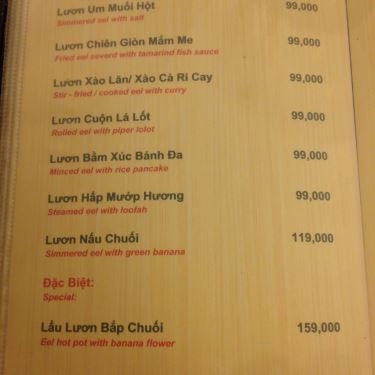 Lươn Um Muối Hột 99,000
Simmered eel with salt
Lươn Chiên Giòn Mắm Me 99,000
Fried eel severd with tamarind fish sauce
Lươn Xào Lăn/ Xào Cà Ri Cay 99,000
Stir - fried / cooked eel with curry
Lươn Cuộn Lá Lốt 99,000
Rolled eel with piper lolot
Lươn Bằm Xúc Bánh Đa 99,000
Minced eel with rice pancake
Lươn Hấp Mướp Hương 99,000
Steamed eel with loofah
Lươn Nấu Chuối 119,000
Simmered eel with green banana
Đặc Biệt:
Special:
Lẩu Lươn Bắp Chuối 159,000
Eel hot pot with banana flower